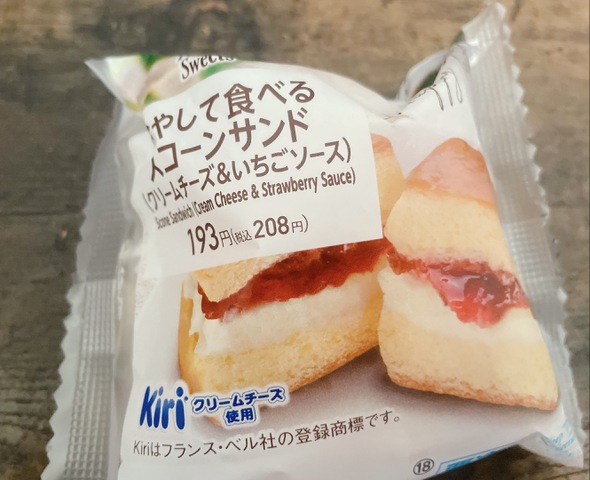 Sweets
やして食べる
スコーンサンド
(クリームチーズ&いちごソース)
Scone Sandwich (Cream Cheese & Strawberry Sauce)
193円(税込208円)
Kiri クリームチーズ
使用
Kiriはフランス・ベル社の登録商標です。
18